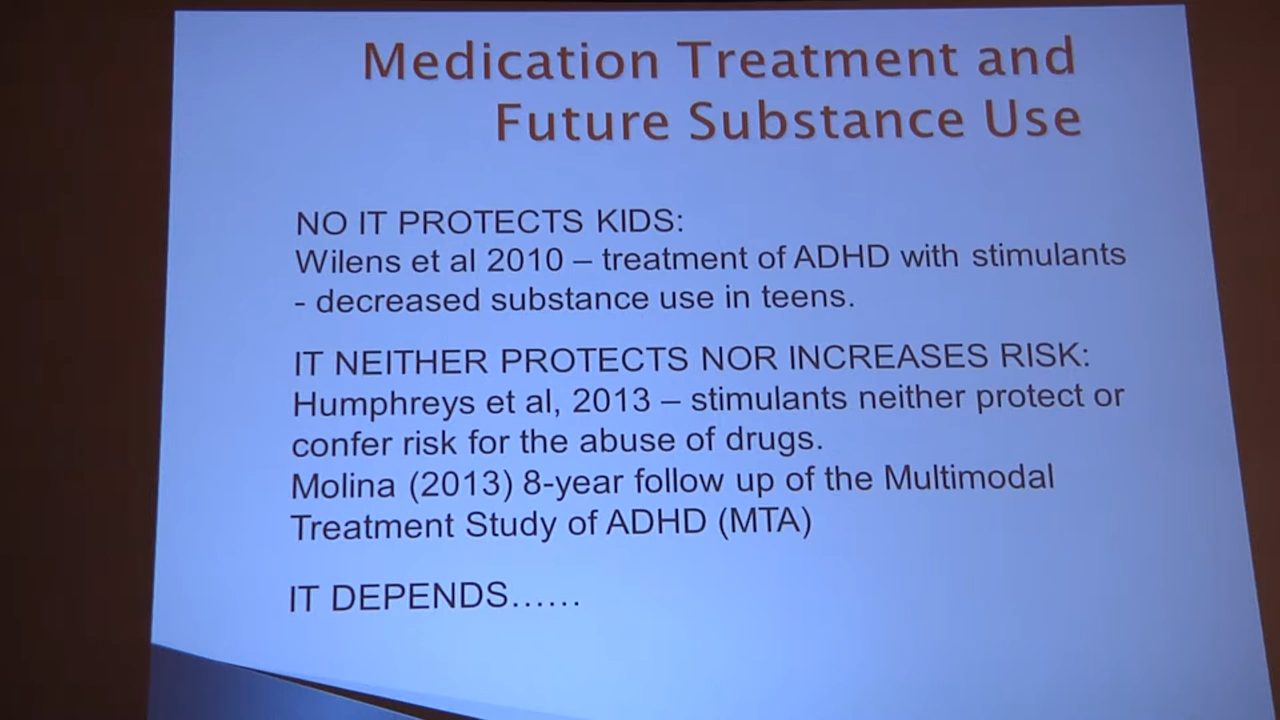 Medication Treatment and
Future Substance Use
NO IT PROTECTS KIDS:
Wilens et al 2010 – treatment of ADHD with stimulants
- decreased substance use in teens.
IT NEITHER PROTECTS NOR INCREASES RISK:
Humphreys et al, 2013 – stimulants neither protect or
confer risk for the abuse of drugs.
Molina (2013) 8-year follow up of the Multimodal
Treatment Study of ADHD (MTA)
IT DEPENDS......